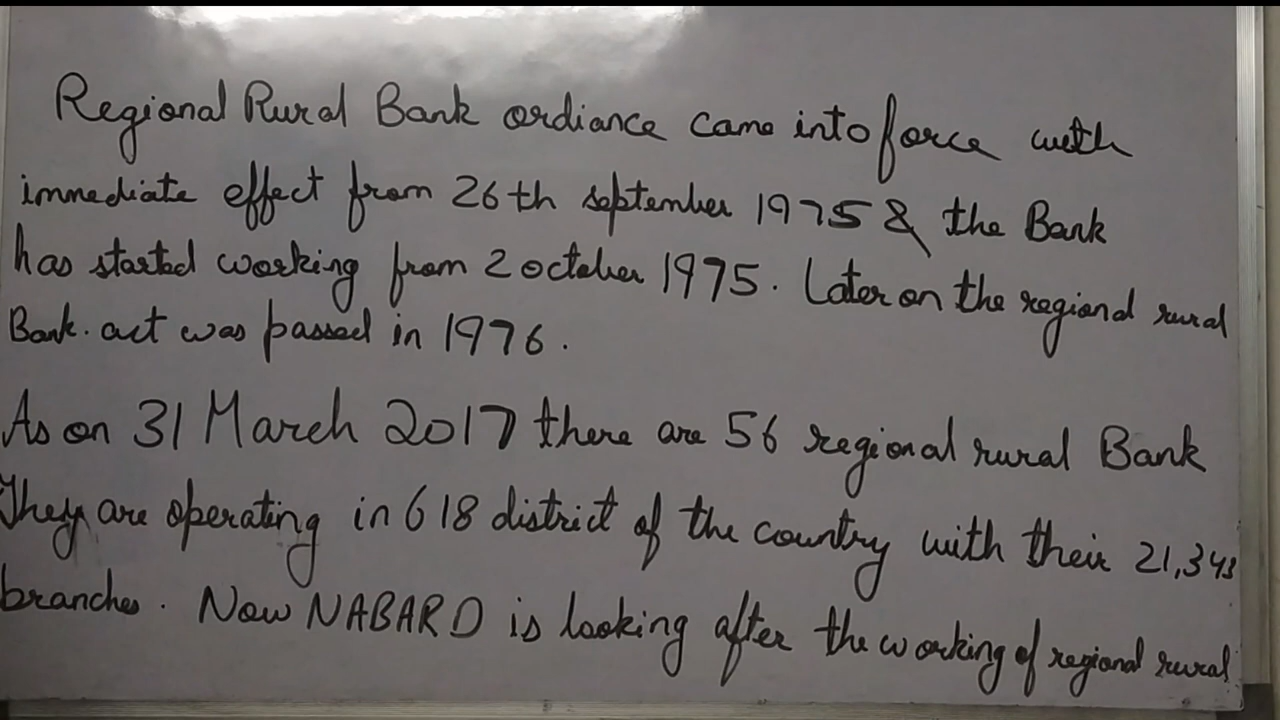 Regional Rural Bank ordiance came into force with
immediate effect from 26th september 1975 & the Bank
has started working from 2 october 1975. Later on the regional rural
Bank. act was passed in 1976.
As on 31 March 2017 there are 56 regional rural Bank
They are operating in 618 district of the country with their 21,343
branches. Now NABARD is looking after the working of regional rural